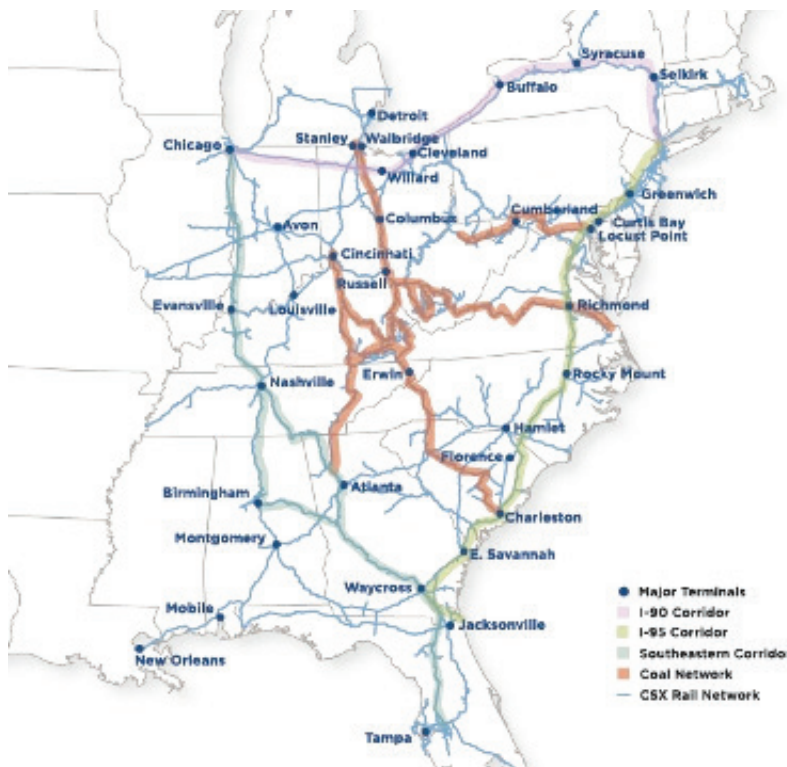 Syracuse
Selkirk
Buffalo
Detroit
Stanley
Walbridge
Chicago
Cleveland
Willard
Greenwich
Columbus
Cumberland
Curtis Bay
Locust Point
Avon
Cincinnati
Russell
Evansville
Louisville
Richmond
Erwin
Rocky Mount
Nashville
Hamlet
Florence
Atlanta
Birmingham
Charleston
Montgomery
E. Savannah
Waycross
Mobile
Jacksonville
New Orleans
Tampa
Major Terminals
I-90 Corridor
I-95 Corridor
Southeastern Corridor
Coal Network
CSX Rail Network